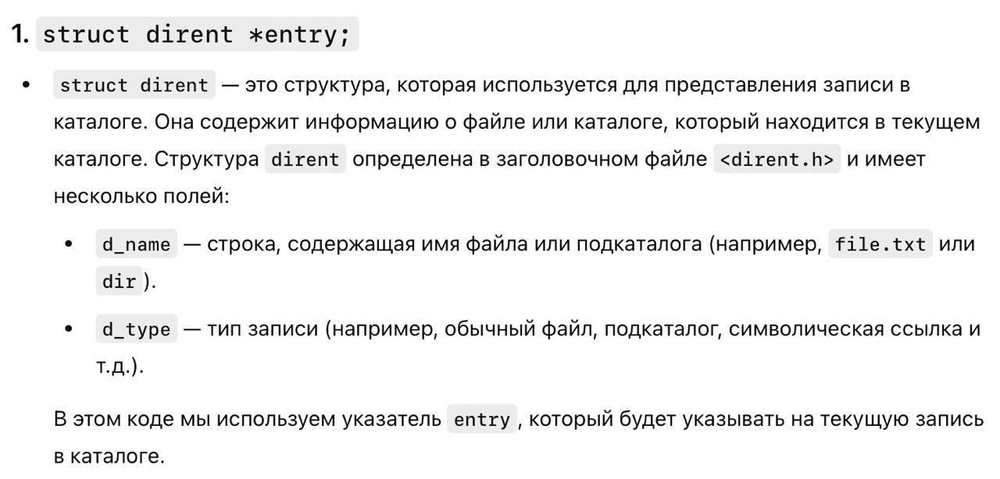 1. struct dirent *entry;
• struct dirent — это структура, которая используется для представления записи в
каталоге. Она содержит информацию о файле или каталоге, который находится в текущем
каталоге. Структура dirent определена в заголовочном файле <dirent.h> и имеет
несколько полей:
• d_name — строка, содержащая имя файла или подкаталога (например, file.txt или
dir).
• d_type — тип записи (например, обычный файл, подкаталог, символическая ссылка и
т.д.).
В этом коде мы используем указатель entry, который будет указывать на текущую запись
в каталоге.